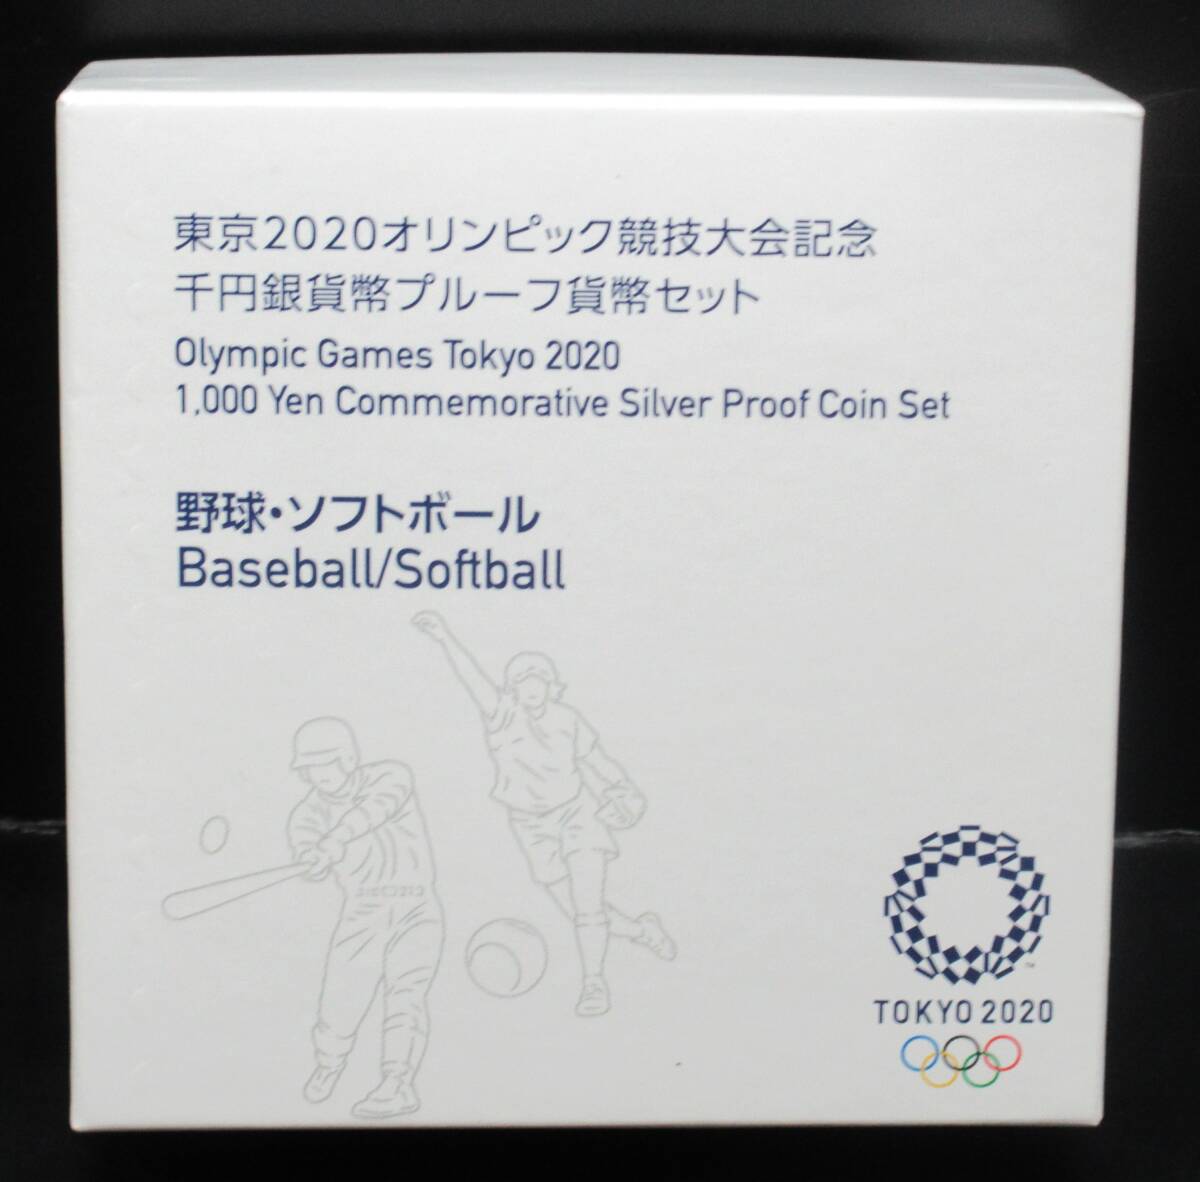 東京2020オリンピック競技大会記念
千円銀貨幣プルーフ貨幣セット
Olympic Games Tokyo 2020
1,000 Yen Commemorative Silver Proof Coin Set
野球・ソフトボール
Baseball/Softball
TM
TOKYO 2020